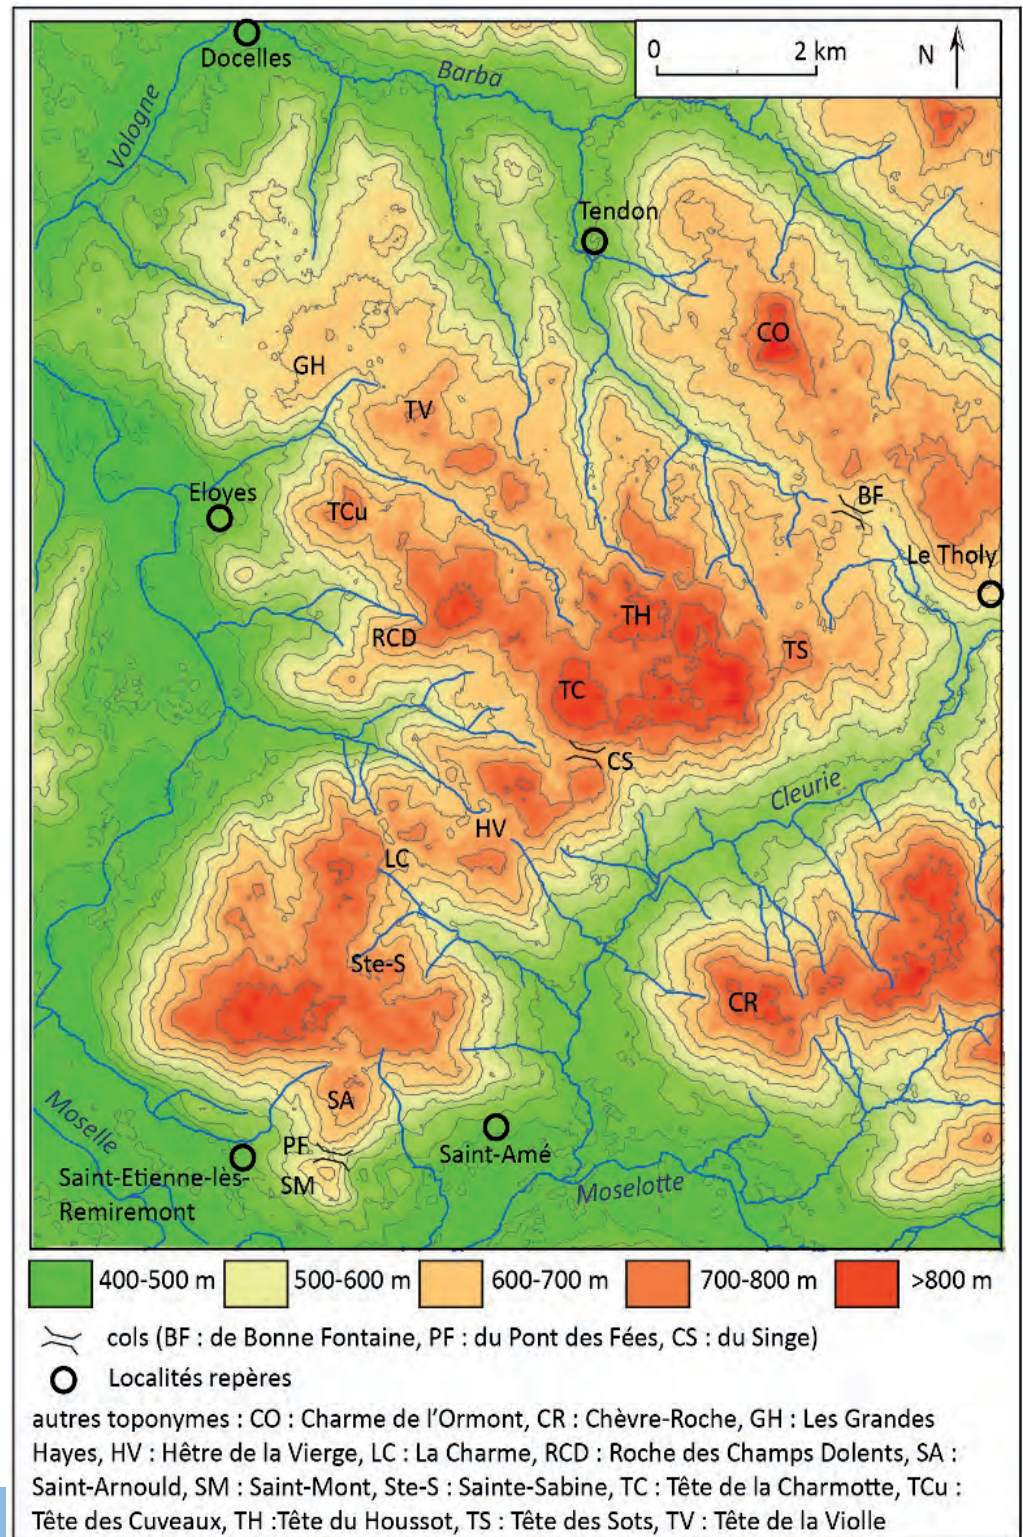 Docelles
0 2 km N
Barba
Vologne
Tendon
CO
GH
TV
BF
Eloyes
TCu
Le Tholy
TH
RCD
TS
TC
CS
Cleurie
HV
LC
Ste-S
CR
SA
Moselle
PF
Saint-Amé
Saint-Etienne-lès-
Remiremont
SM
Moselotte
400-500 m 500-600 m 600-700 m 700-800 m >800 m
cols (BF : de Bonne Fontaine, PF : du Pont des Fées, CS : du Singe)
Localités repères
autres toponymes : CO : Charme de l'Ormont, CR : Chèvre-Roche, GH : Les Grandes
Hayes, HV : Hêtre de la Vierge, LC : La Charme, RCD : Roche des Champs Dolents, SA :
Saint-Arnould, SM : Saint-Mont, Ste-S : Sainte-Sabine, TC : Tête de la Charmotte, TCu :
Tête des Cuveaux, TH :Tête du Houssot, TS : Tête des Sots, TV : Tête de la Violle